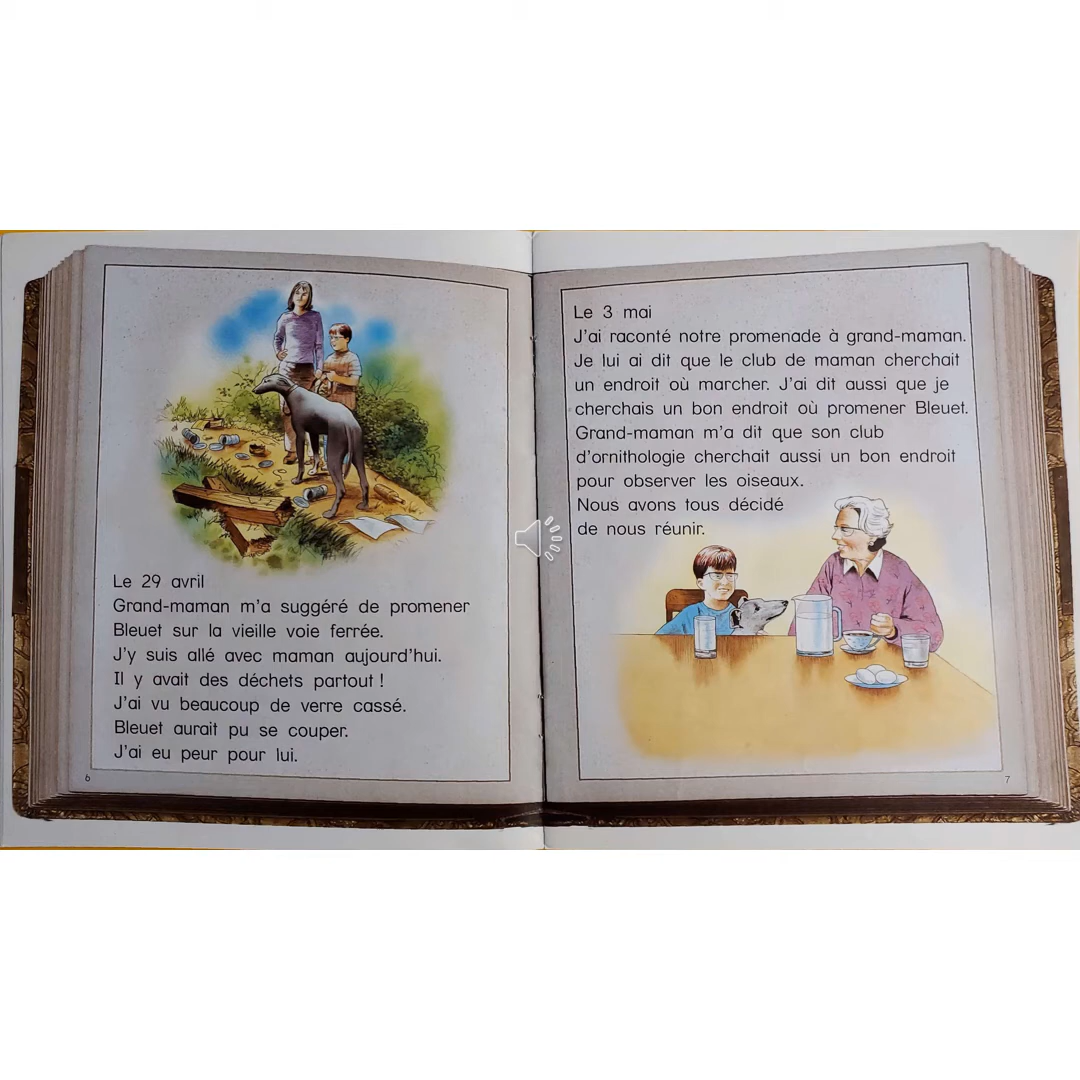 Le 29 avril
Grand-maman m'a suggéré de promener
Bleuet sur la vieille voie ferrée.
J'y suis allé avec maman aujourd'hui.
Il y avait des déchets partout !
J'ai vu beaucoup de verre cassé.
Bleuet aurait pu se couper.
J'ai eu peur pour lui.
6
Le 3 mai
J'ai raconté notre promenade à grand-maman.
Je lui ai dit que le club de maman cherchait
un endroit où marcher. J'ai dit aussi que je
cherchais un bon endroit où promener Bleuet.
Grand-maman m'a dit que son club
d'ornithologie cherchait aussi un bon endroit
pour observer les oiseaux.
Nous avons tous décidé
de nous réunir.
7